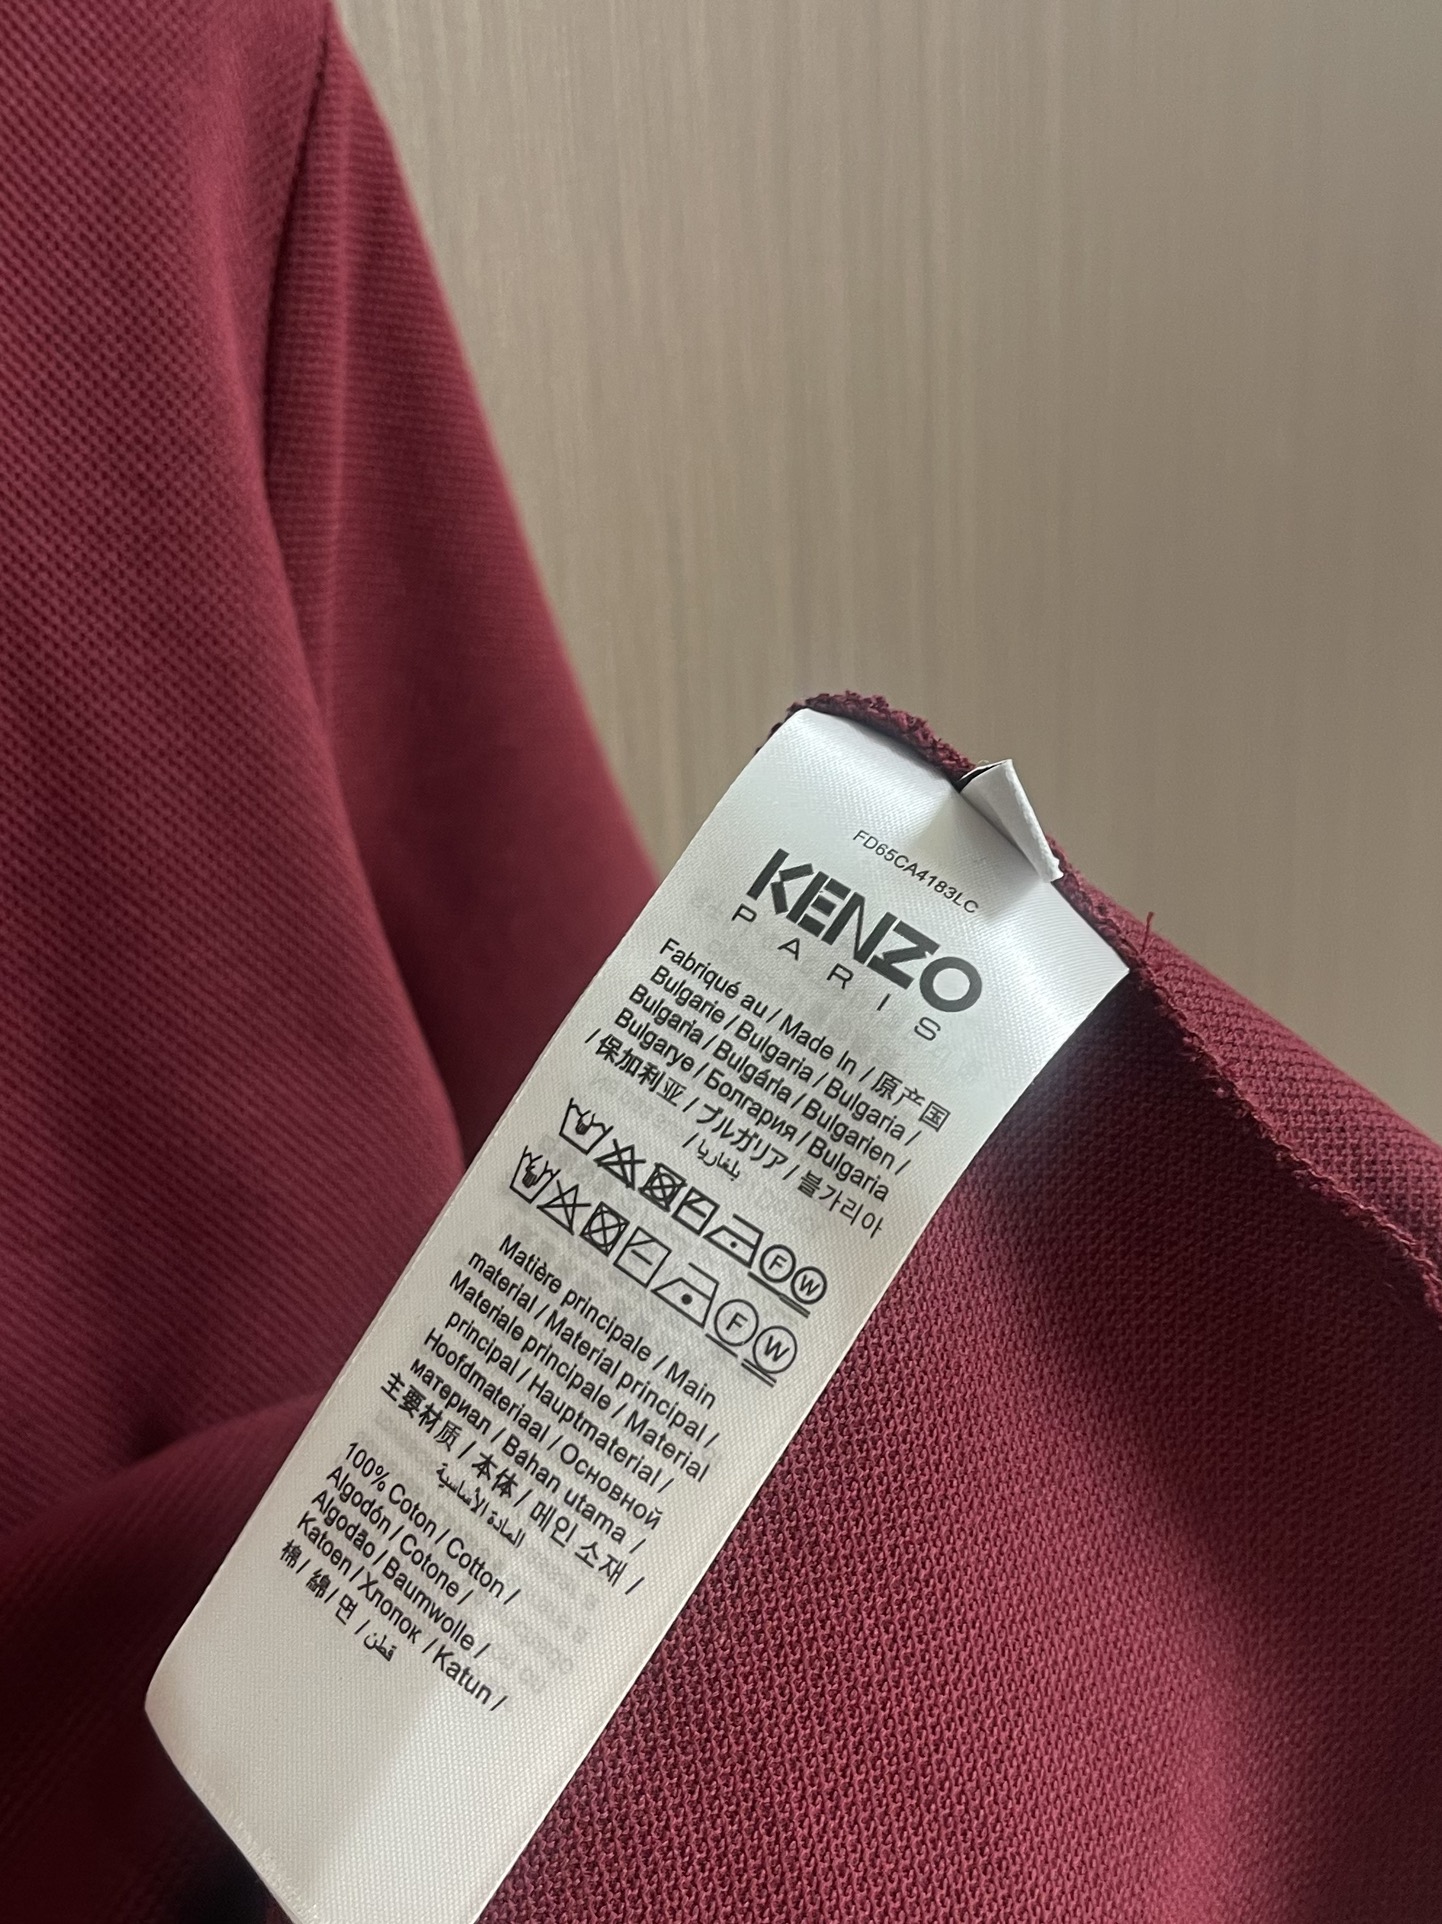 FD65CA4183LC
KENZO
PARIS
Fabriqué au / Made In / 原产国
Bulgarie / Bulgaria / Bulgaria /
Bulgaria / Bulgária / Bulgarien /
Bulgarye / Болгария / Bulgaria
/ 保加利亚 / ブルガリア / 불가리아
/ بلغاريا
F W
F W
Matière principale / Main
material / Material principal /
Materiale principale / Material
principal / Hauptmaterial /
Hoofdmateriaal / Основной
материал / Bahan utama /
主要材质 / 本体 / 메인 소재 /
المادة الأساسية
100% Coton / Cotton /
Algodón / Cotone /
Algodão / Baumwolle /
Katoen / Хлопок / Katun /
棉 / 綿 / 면 / قطن